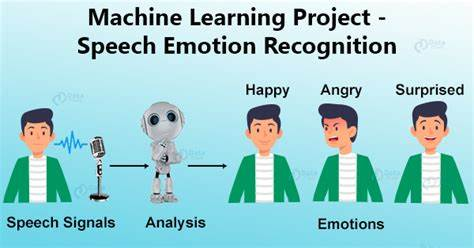 Machine Learning Project -
Speech Emotion Recognition
Happy Angry Surprised
Speech Signals Analysis Emotions